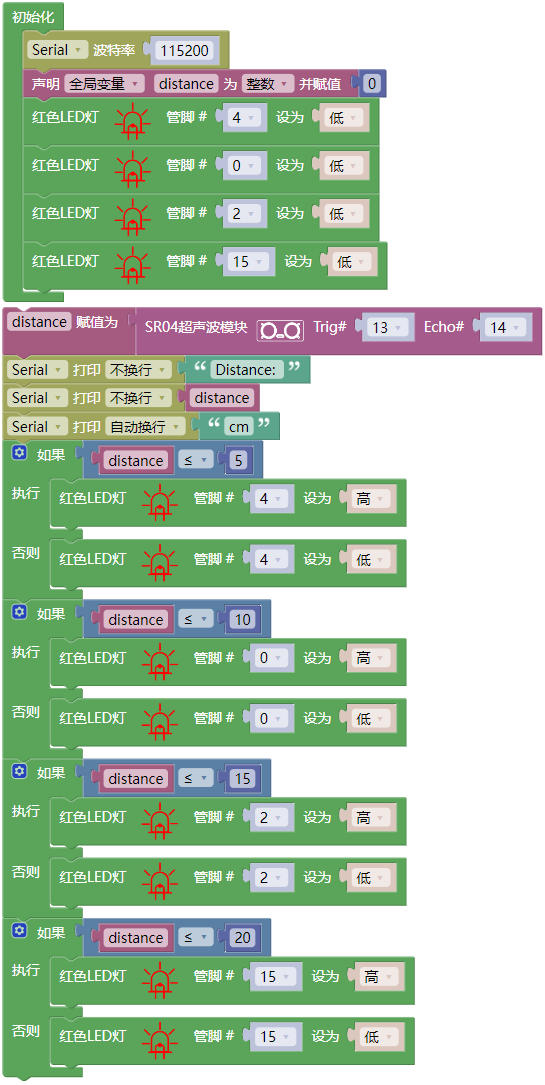 初始化
Serial 波特率 115200
声明 全局变量 distance 为 整数 并赋值 0
红色LED灯 管脚 # 4 设为 低
红色LED灯 管脚 # 0 设为 低
红色LED灯 管脚 # 2 设为 低
红色LED灯 管脚 # 15 设为 低
distance 赋值为 SR04超声波模块 Trig# 13 Echo# 14
Serial 打印 不换行 “ Distance: ”
Serial 打印 不换行 distance
Serial 打印 自动换行 “ cm ”
如果 distance ≤ 5
执行 红色LED灯 管脚 # 4 设为 高
否则 红色LED灯 管脚 # 4 设为 低
如果 distance ≤ 10
执行 红色LED灯 管脚 # 0 设为 高
否则 红色LED灯 管脚 # 0 设为 低
如果 distance ≤ 15
执行 红色LED灯 管脚 # 2 设为 高
否则 红色LED灯 管脚 # 2 设为 低
如果 distance ≤ 20
执行 红色LED灯 管脚 # 15 设为 高
否则 红色LED灯 管脚 # 15 设为 低